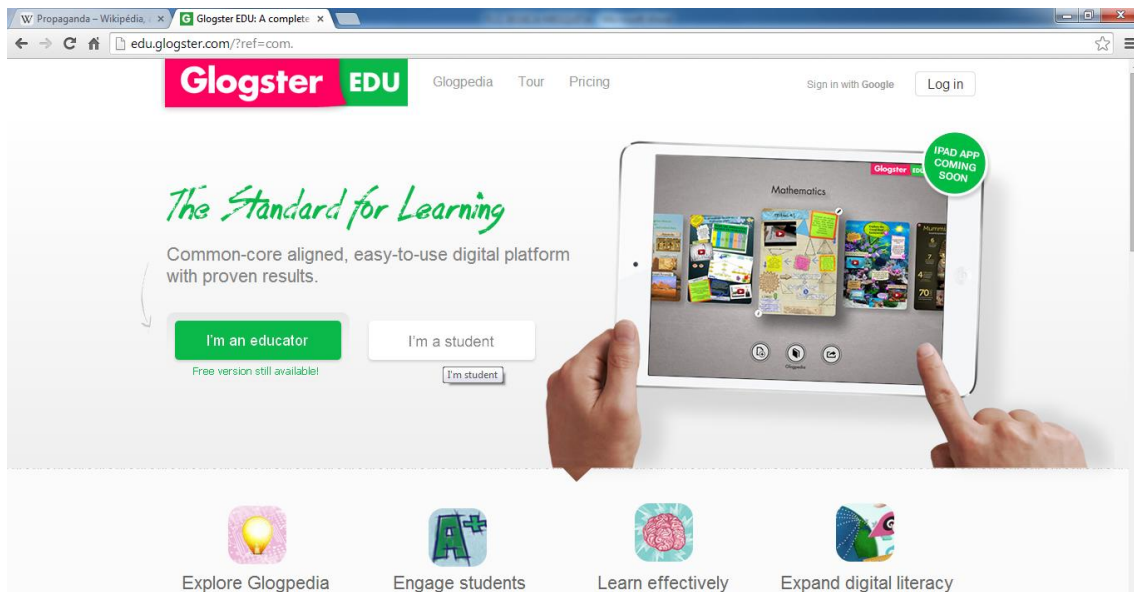 Propaganda – Wikipédia,
Glogster EDU: A complete
edu.glogster.com/?ref=com.
Glogster EDU
Glogpedia Tour Pricing
Sign in with Google
Log in
IPAD APP
COMING
SOON
Glogster
Mathematics
The Standard for Learning
Common-core aligned, easy-to-use digital platform
with proven results.
I'm an educator
I'm a student
Free version still available!
I'm student
Glogpedia
Explore Glogpedia
Engage students
Learn effectively
Expand digital literacy